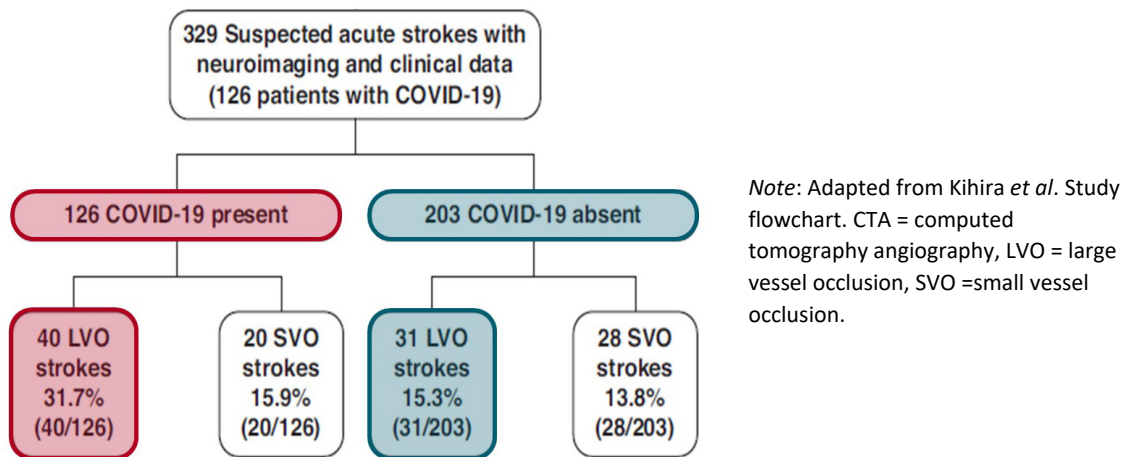 329 Suspected acute strokes with
neuroimaging and clinical data
(126 patients with COVID-19)
126 COVID-19 present
203 COVID-19 absent
40 LVO
strokes
31.7%
(40/126)
20 SVO
strokes
15.9%
(20/126)
31 LVO
strokes
15.3%
(31/203)
28 SVO
strokes
13.8%
(28/203)
Note: Adapted from Kihira et al. Study
flowchart. CTA = computed
tomography angiography, LVO = large
vessel occlusion, SVO =small vessel
occlusion.